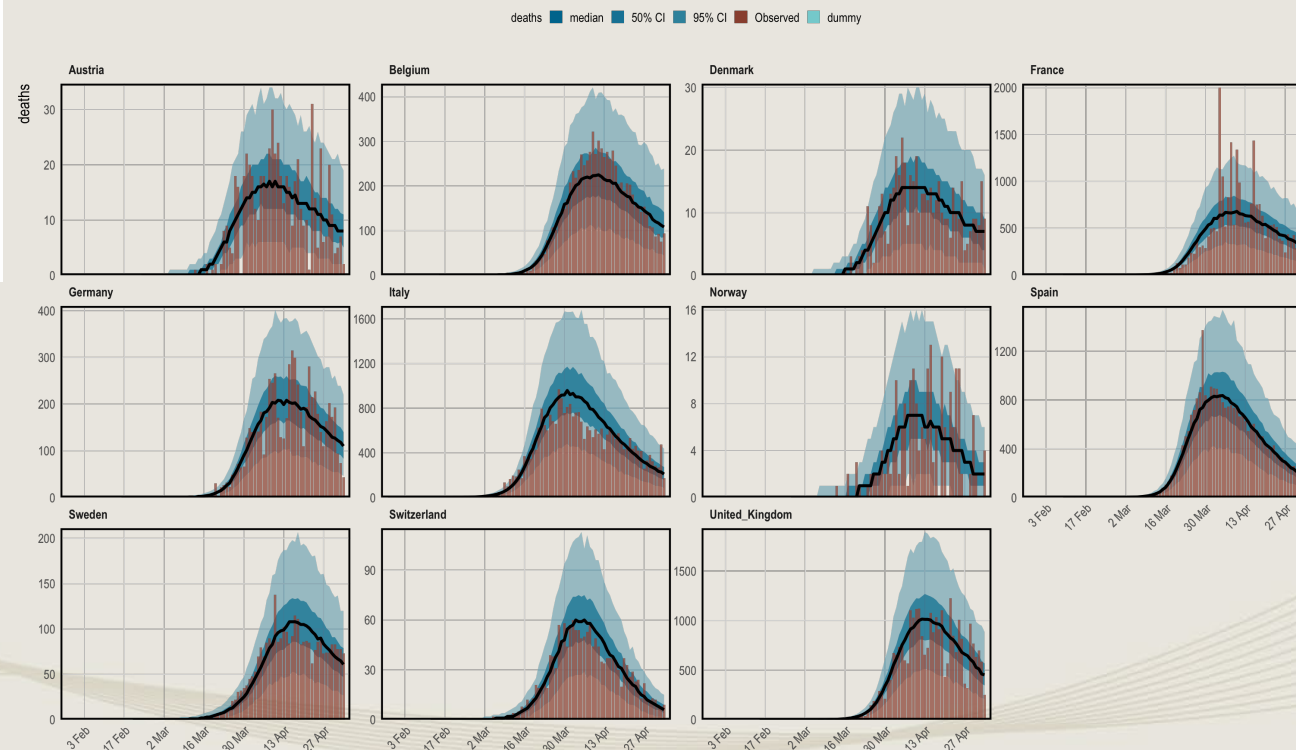 deaths median 50% CI 95% CI Observed dummy
Austria Belgium Denmark France
deaths
30 20 10 0
400 300 200 100 0
30 20 10 0
2000 1500 1000 500 0
Germany Italy Norway Spain
400 300 200 100 0
1600 1200 800 400 0
16 12 8 4 0
1200 800 400 0
3 Feb 17 Feb 2 Mar 16 Mar 30 Mar 13 Apr 27 Apr
Sweden Switzerland United_Kingdom
200 150 100 50 0
90 60 30 0
1500 1000 500 0
3 Feb 17 Feb 2 Mar 16 Mar 30 Mar 13 Apr 27 Apr
3 Feb 17 Feb 2 Mar 16 Mar 30 Mar 13 Apr 27 Apr
3 Feb 17 Feb 2 Mar 16 Mar 30 Mar 13 Apr 27 Apr